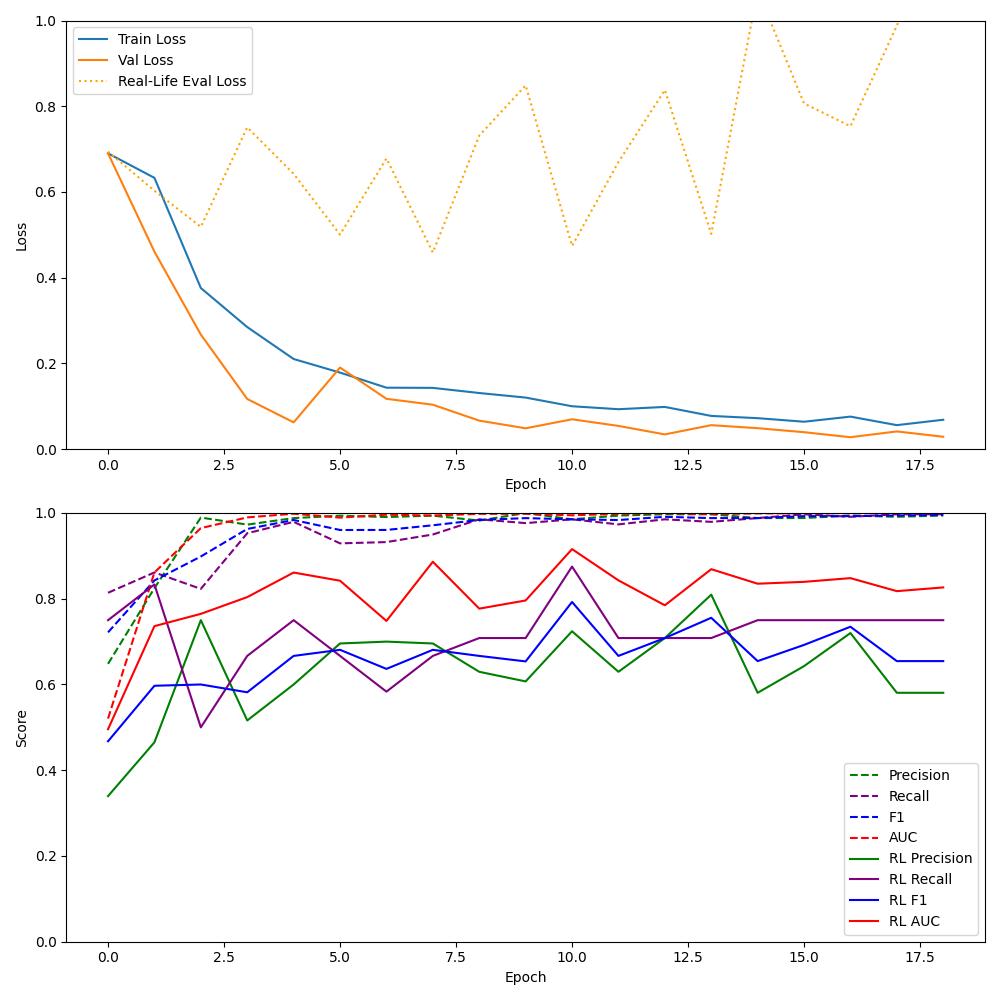 1.0
0.8
0.6
0.4
0.2
0.0
Loss
Train Loss
Val Loss
Real-Life Eval Loss
0.0 2.5 5.0 7.5 10.0 12.5 15.0 17.5
Epoch
1.0
0.8
0.6
0.4
0.2
0.0
Score
Precision
Recall
F1
AUC
RL Precision
RL Recall
RL F1
RL AUC
0.0 2.5 5.0 7.5 10.0 12.5 15.0 17.5
Epoch